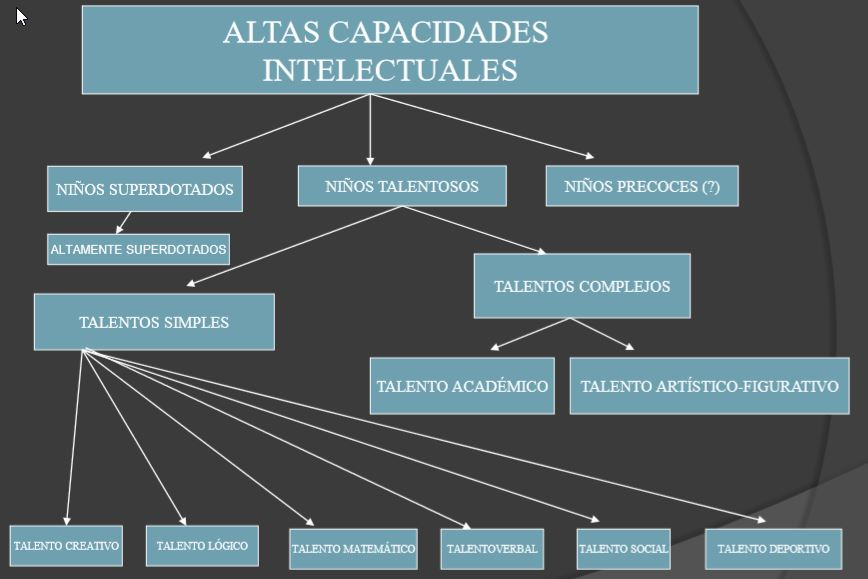 ALTAS CAPACIDADES
INTELECTUALES
NIÑOS SUPERDOTADOS
NIÑOS TALENTOSOS
NIÑOS PRECOCES (?)
ALTAMENTE SUPERDOTADOS
TALENTOS COMPLEJOS
TALENTOS SIMPLES
TALENTO ACADÉMICO
TALENTO ARTÍSTICO-FIGURATIVO
TALENTO CREATIVO
TALENTO LÓGICO
TALENTO MATEMÁTICO
TALENTOVERBAL
TALENTO SOCIAL
TALENTO DEPORTIVO